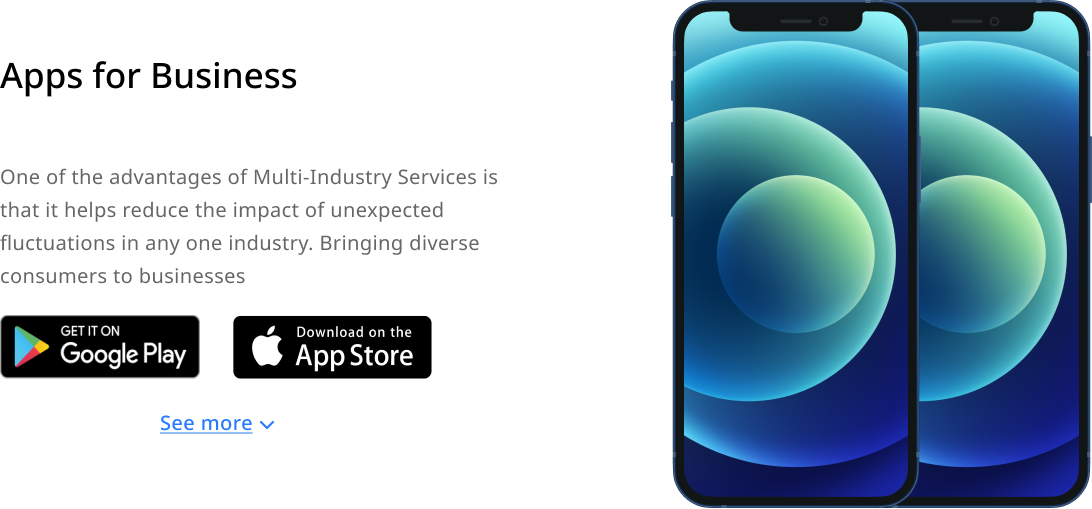 Apps for Business
One of the advantages of Multi-Industry Services is
that it helps reduce the impact of unexpected
fluctuations in any one industry. Bringing diverse
consumers to businesses
GET IT ON
Google Play
Download on the
App Store
See more